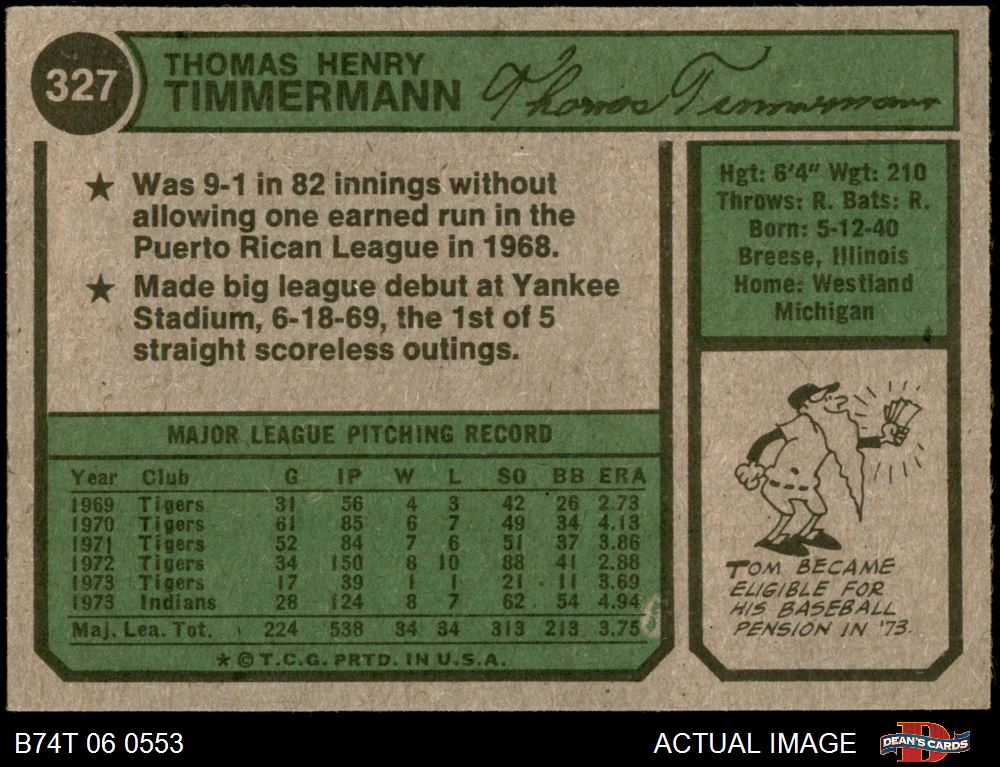 327
THOMAS HENRY
TIMMERMANN
Thomas Timmermann
★ Was 9-1 in 82 innings without
allowing one earned run in the
Puerto Rican League in 1968.
★ Made big league debut at Yankee
Stadium, 6-18-69, the 1st of 5
straight scoreless outings.
Hgt: 6'4" Wgt: 210
Throws: R. Bats: R.
Born: 5-12-40
Breese, Illinois
Home: Westland
Michigan
MAJOR LEAGUE PITCHING RECORD
Year Club G IP W L SO BB ERA
1969 Tigers 31 56 4 3 42 26 2.73
1970 Tigers 61 85 6 7 49 34 4.13
1971 Tigers 52 84 7 6 51 37 3.86
1972 Tigers 34 150 8 10 88 41 2.88
1973 Tigers 17 39 1 1 21 11 3.69
1973 Indians 28 124 8 7 62 54 4.94
Maj. Lea. Tot. 224 538 34 34 313 213 3.75
★ © T.C.G. PRTD. IN U.S.A.
TOM BECAME
ELIGIBLE FOR
HIS BASEBALL
PENSION IN '73.
B74T 06 0553
ACTUAL IMAGE
D
DEAN'S CARDS